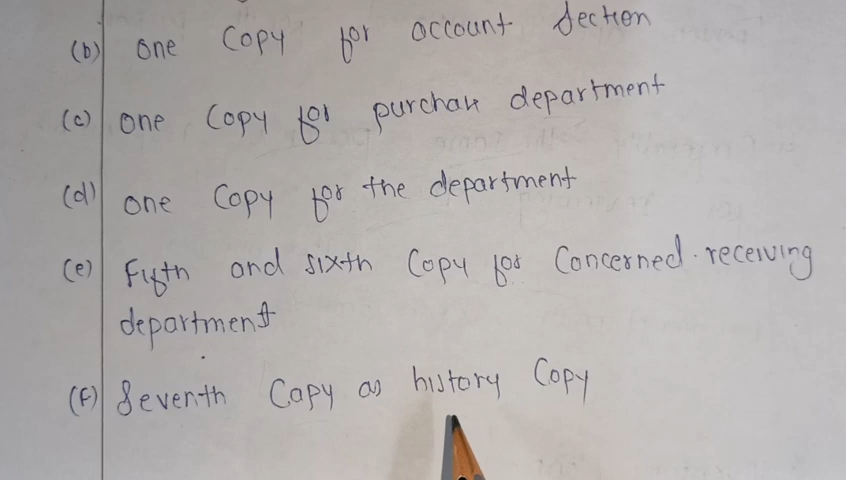 (b) one Copy for account Section
(c) one Copy for purchase department
(d) one Copy for the department
(e) Fifth and sixth Copy for Concerned receiving
department
(f) Seventh Copy as history Copy